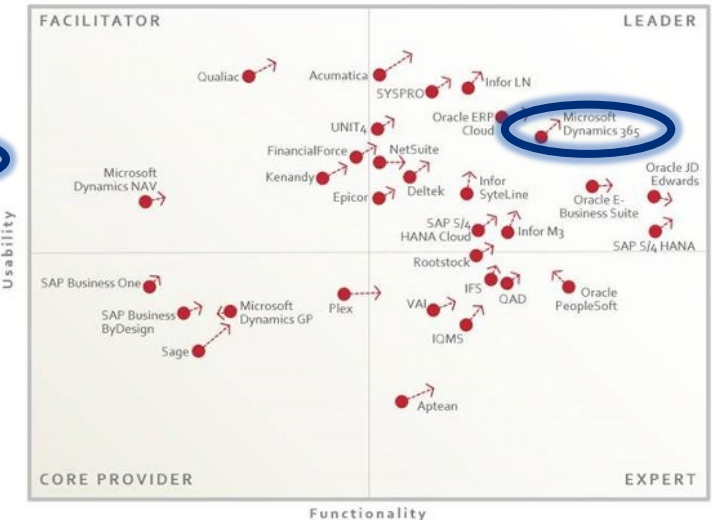 FACILITATOR
LEADER
Qualiac
Acumatica
SYSPRO
Infor LN
Oracle ERP
Cloud
Microsoft
Dynamics 365
UNIT4
FinancialForce
NetSuite
Kenandy
Deltek
Epicor
Infor
SyteLine
Oracle JD
Edwards
Oracle E-
Business Suite
Microsoft
Dynamics NAV
SAP S/4
HANA Cloud
Infor M3
SAP S/4 HANA
Rootstock
Usability
SAP Business One
SAP Business
ByDesign
Microsoft
Dynamics GP
Sage
Plex
VAI
IFS
QAD
Oracle
PeopleSoft
IQMS
Aptean
CORE PROVIDER
EXPERT
Functionality